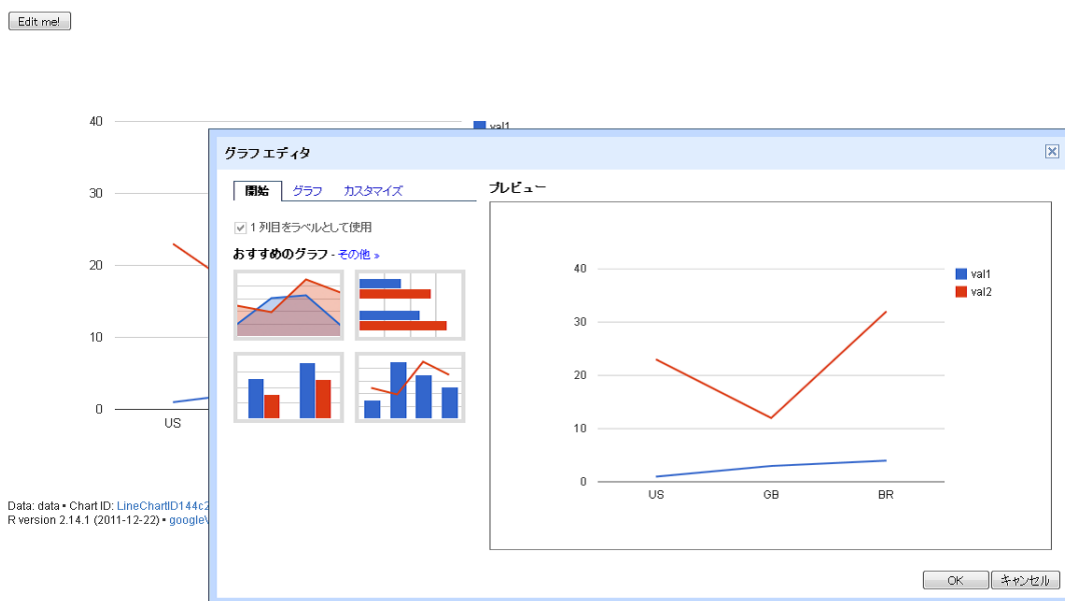 Edit me!
40
30
20
10
0
US
val1
Data: data • Chart ID: LineChartID144c2
R version 2.14.1 (2011-12-22) •
グラフ エディタ
開始 グラフ カスタマイズ
1 列目をラベルとして使用
おすすめのグラフ - その他 »
プレビュー
40
30
20
10
0
US GB BR
val1
val2
OK キャンセル